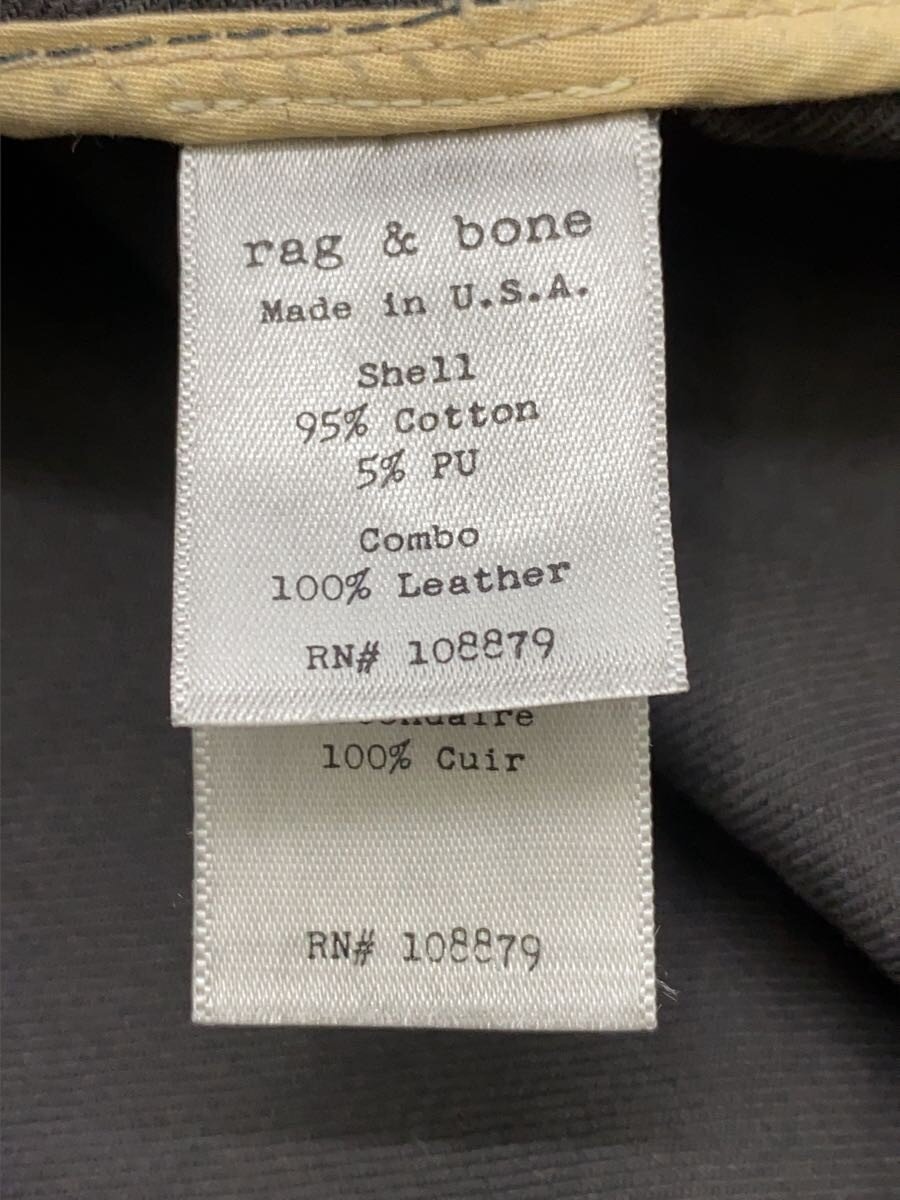 rag & bone
Made in U.S.A.
Shell
95% Cotton
5% PU
Combo
100% Leather
RN# 108879
100% Cuir
RN# 108879